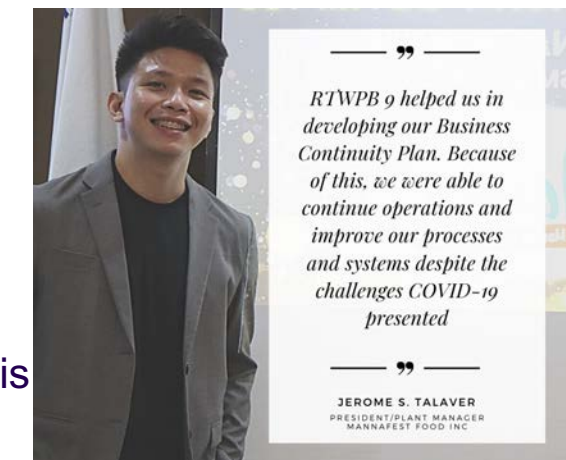 ❞
RTWPB 9 helped us in
developing our Business
Continuity Plan. Because
of this, we were able to
continue operations and
improve our processes
and systems despite the
challenges COVID-19
presented
❞
JEROME S. TALAVER
PRESIDENT/PLANT MANAGER
MANNAFEST FOOD INC
is